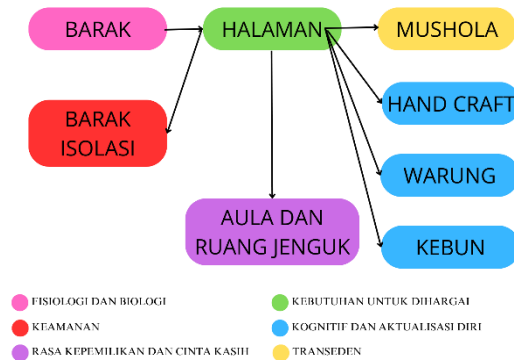 BARAK
HALAMAN
MUSHOLA
BARAK
ISOLASI
HAND CRAFT
WARUNG
AULA DAN
RUANG JENGUK
KEBUN
FISIOLOGI DAN BIOLOGI
KEBUTUHAN UNTUK DIHARGAI
KEAMANAN
KOGNITIF DAN AKTUALISASI DIRI
RASA KEPEMILIKAN DAN CINTA KASIH
TRANSEDEN